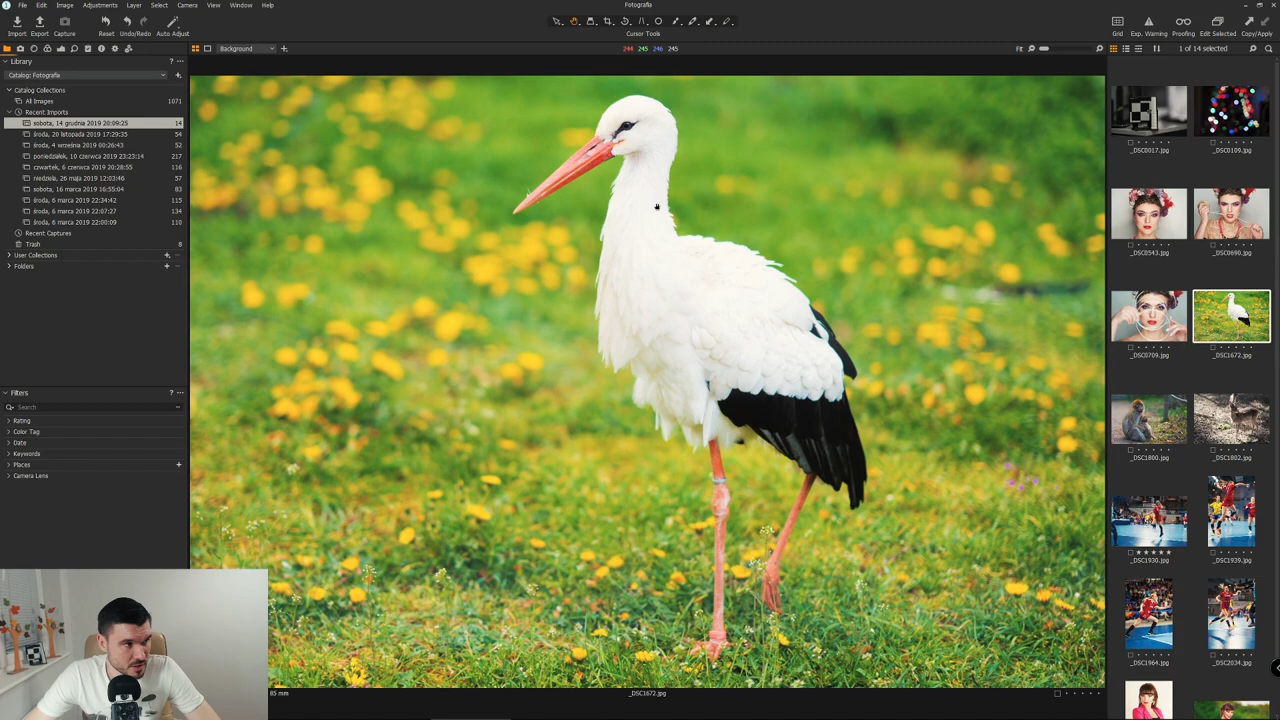 File Edit Image Adjustments Layer Select Camera View Window Help
Fotografia
Import Export Capture
Reset Undo/Redo Auto Adjust
Cursor Tools
Grid Exp. Warning Proofing Edit Selected Copy/Apply
Background
244 245 246 245
Fit
1 of 14 selected
Library
Catalog: Fotografia
Catalog Collections
All Images 1071
Recent Imports
sobota, 14 grudnia 2019 20:09:25 14
środa, 20 listopada 2019 17:29:35 54
środa, 4 września 2019 00:26:43 52
poniedziałek, 10 czerwca 2019 23:23:14 217
czwartek, 6 czerwca 2019 20:28:55 116
niedziela, 26 maja 2019 12:03:46 57
sobota, 16 marca 2019 16:55:04 83
środa, 6 marca 2019 22:34:42 115
środa, 6 marca 2019 22:07:27 134
środa, 6 marca 2019 22:00:09 110
Recent Captures
Trash 8
User Collections
Folders
Filters
Search
Rating
Color Tag
Date
Keywords
Places
Camera Lens
85 mm
_DSC1672.jpg
_DSC0017.jpg
_DSC0109.jpg
_DSC0543.jpg
_DSC0690.jpg
_DSC0709.jpg
_DSC1672.jpg
_DSC1800.jpg
_DSC1802.jpg
_DSC1930.jpg
_DSC1939.jpg
_DSC1964.jpg
_DSC2034.jpg